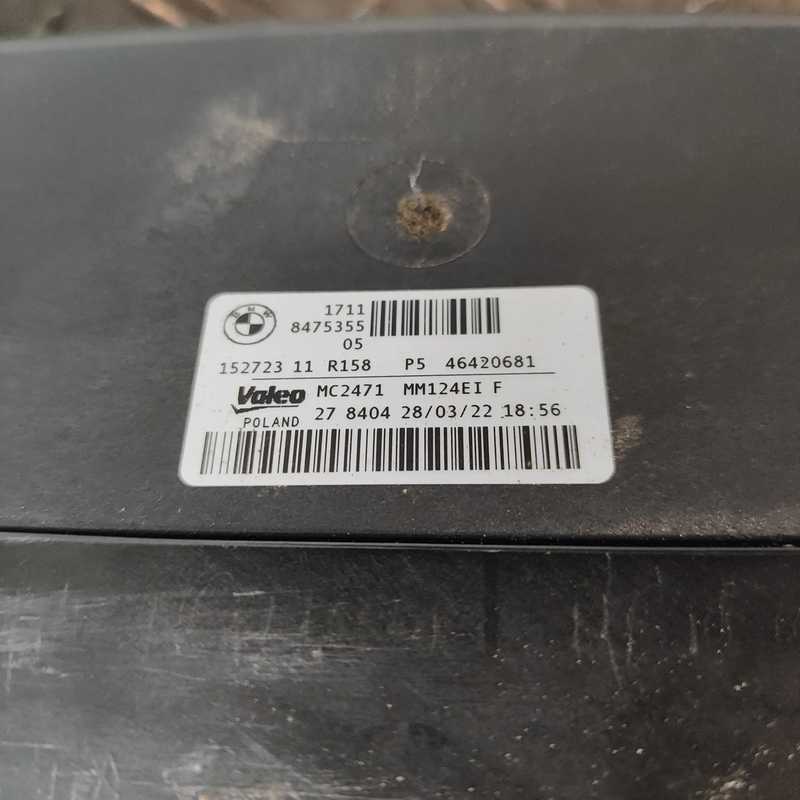 BMW
1711
8475355
05
152723 11 R158 P5 46420681
Valeo MC2471 MM124EI F
POLAND 27 8404 28/03/22 18:56